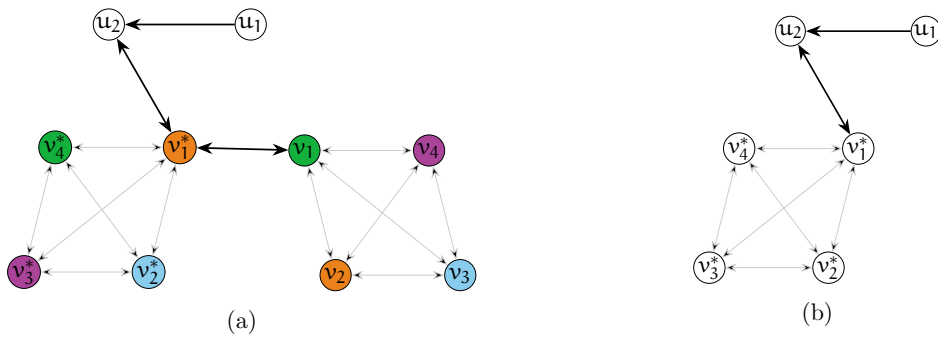 u₂ u₁ u₂ u₁
v₄* v₁* v₁ v₄ v₄* v₁*
v₃* v₂* v₂ v₃ v₃* v₂*
(a) (b)